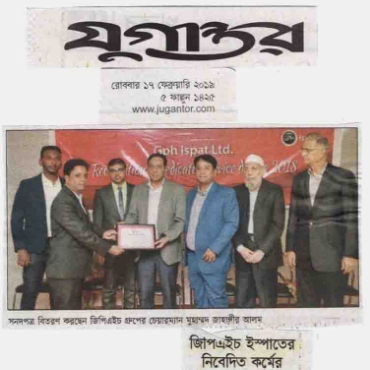 যুগান্তর
রোববার ১৭ ফেব্রুয়ারি ২০১৯
৫ ফাল্গুন ১৪২৫
www.jugantor.com
Gph Ispat Ltd.
2018
সনদপত্র বিতরণ করছেন জিপিএইচ গ্রুপের চেয়ারম্যান মুহাম্মদ জাহাঙ্গীর আলম
জিপিএইচ ইস্পাতের
নিবেদিত কর্মের